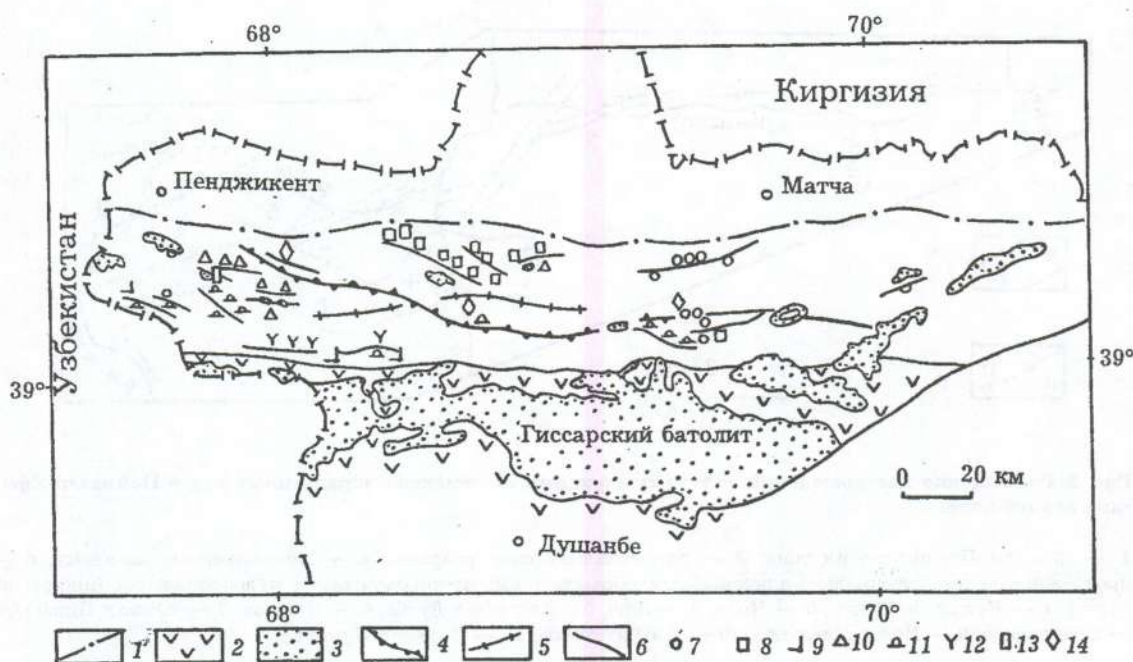 68° 70°
Киргизия
Пенджикент Матча
Узбекистан
39° 39°
Гиссарский батолит
0 20 км
Душанбе
68° 70°
1 2 3 4 5 6 7 8 9 10 11 12 13 14